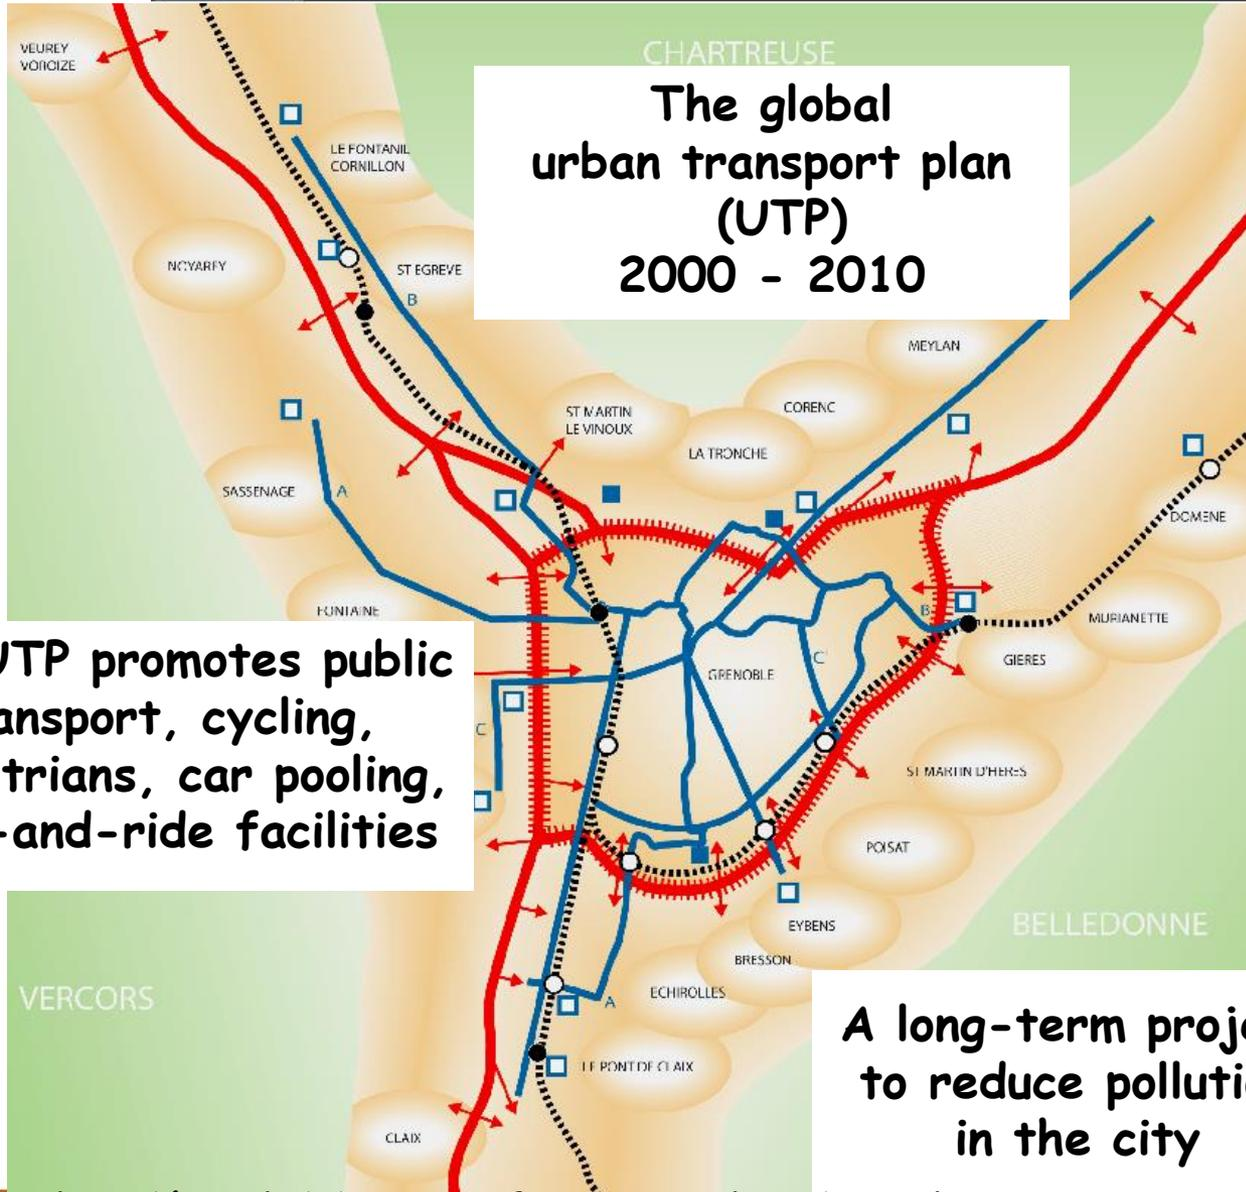 CHARTREUSE
VEUREY
VOROIZE
The global
urban transport plan
(UTP)
2000 - 2010
LE FONTANIL
CORNILLON
NOYAREY
ST EGREVE
B
MEYLAN
ST MARTIN
LE VINOUX
CORENC
LA TRONCHE
SASSENAGE
A
DOMENE
FONTAINE
B
MURIANETTE
GIERES
UTP promotes public
ansport, cycling,
trians, car pooling,
-and-ride facilities
GRENOBLE
C
C
ST MARTIN D'HERES
POISAT
EYBENS
BELLEDONNE
BRESSON
ECHIROLLES
A
VERCORS
LE PONT DE CLAIX
A long-term proje
to reduce polluti
in the city
CLAIX